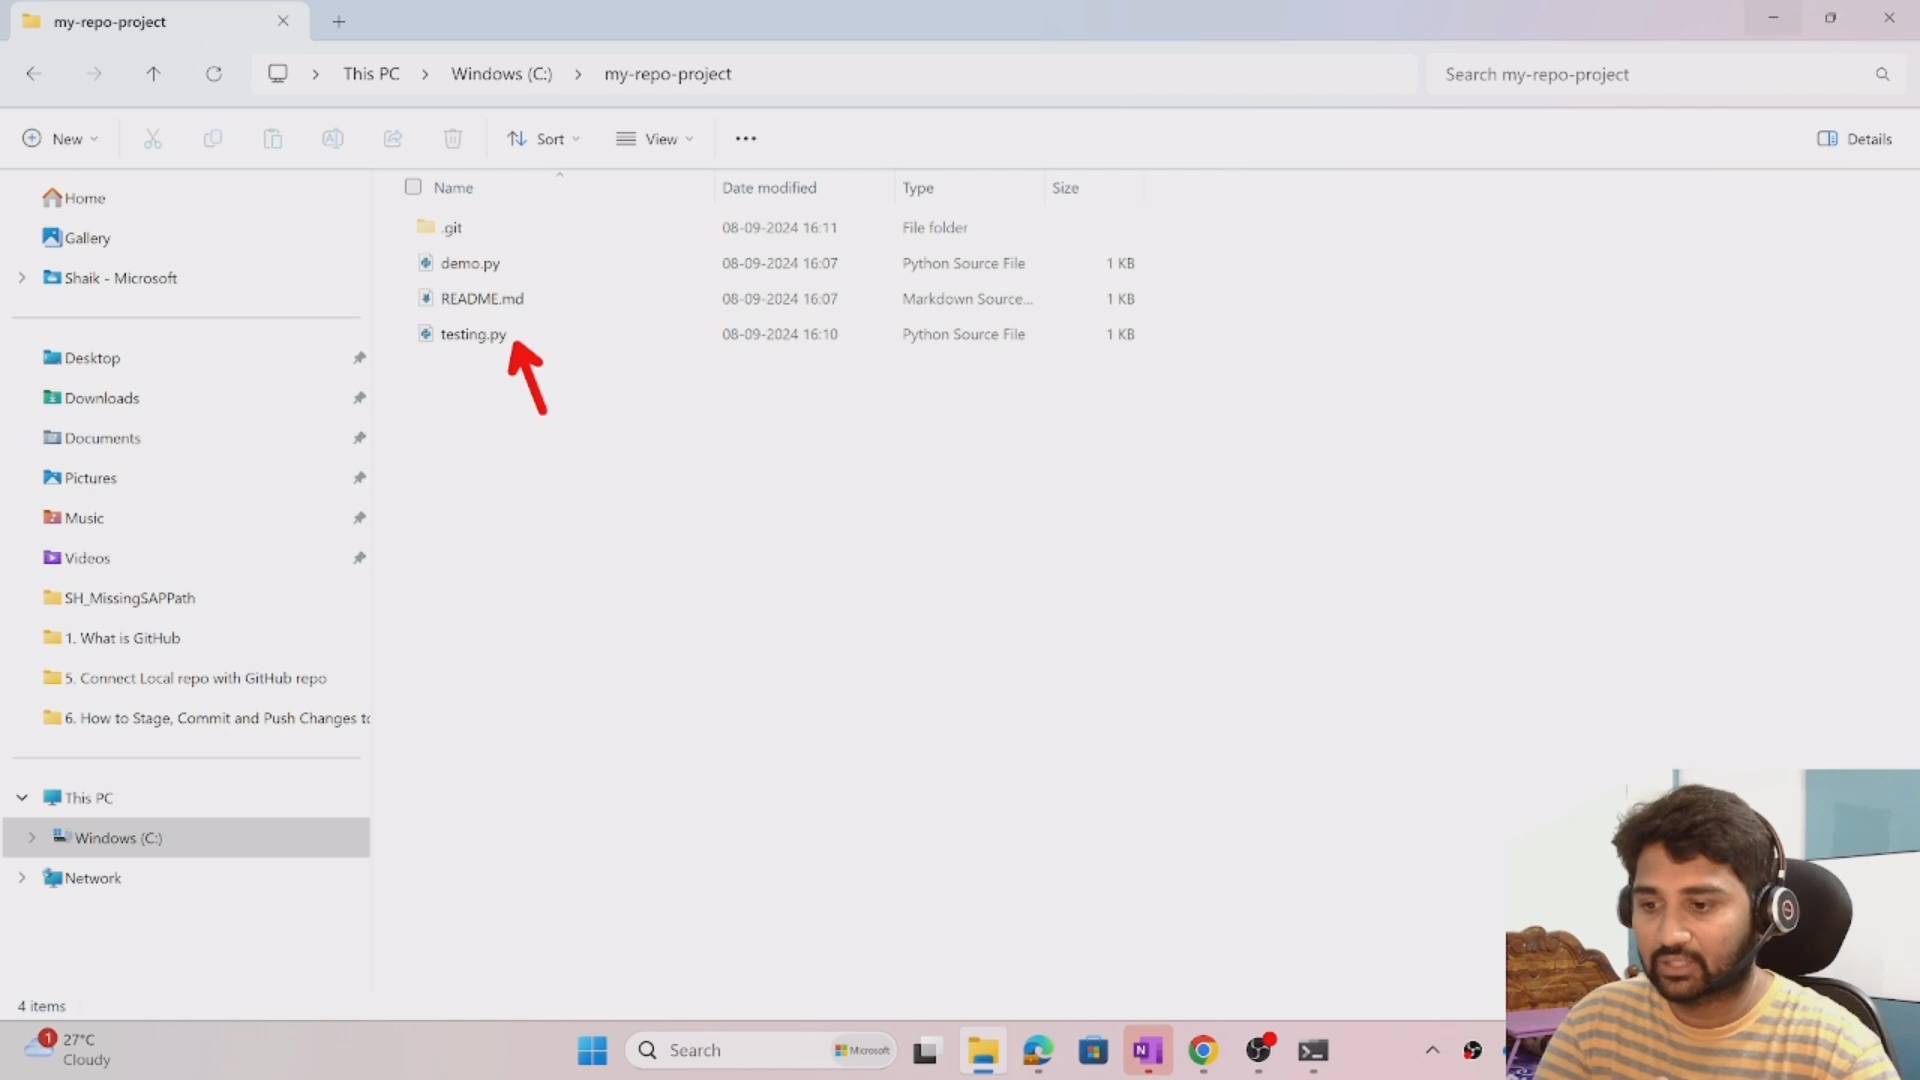 my-repo-project
This PC
Windows (C:)
my-repo-project
Search my-repo-project
New
Sort
View
Details
Name
Date modified
Type
Size
.git
08-09-2024 16:11
File folder
demo.py
08-09-2024 16:07
Python Source File
1 KB
README.md
08-09-2024 16:07
Markdown Source...
1 KB
testing.py
08-09-2024 16:10
Python Source File
1 KB
Home
Gallery
Shaik - Microsoft
Desktop
Downloads
Documents
Pictures
Music
Videos
SH_MissingSAPPath
1. What is GitHub
5. Connect Local repo with GitHub repo
6. How to Stage, Commit and Push Changes to
This PC
Windows (C:)
Network
4 items
1
27°C
Cloudy
Search
Microsoft
N